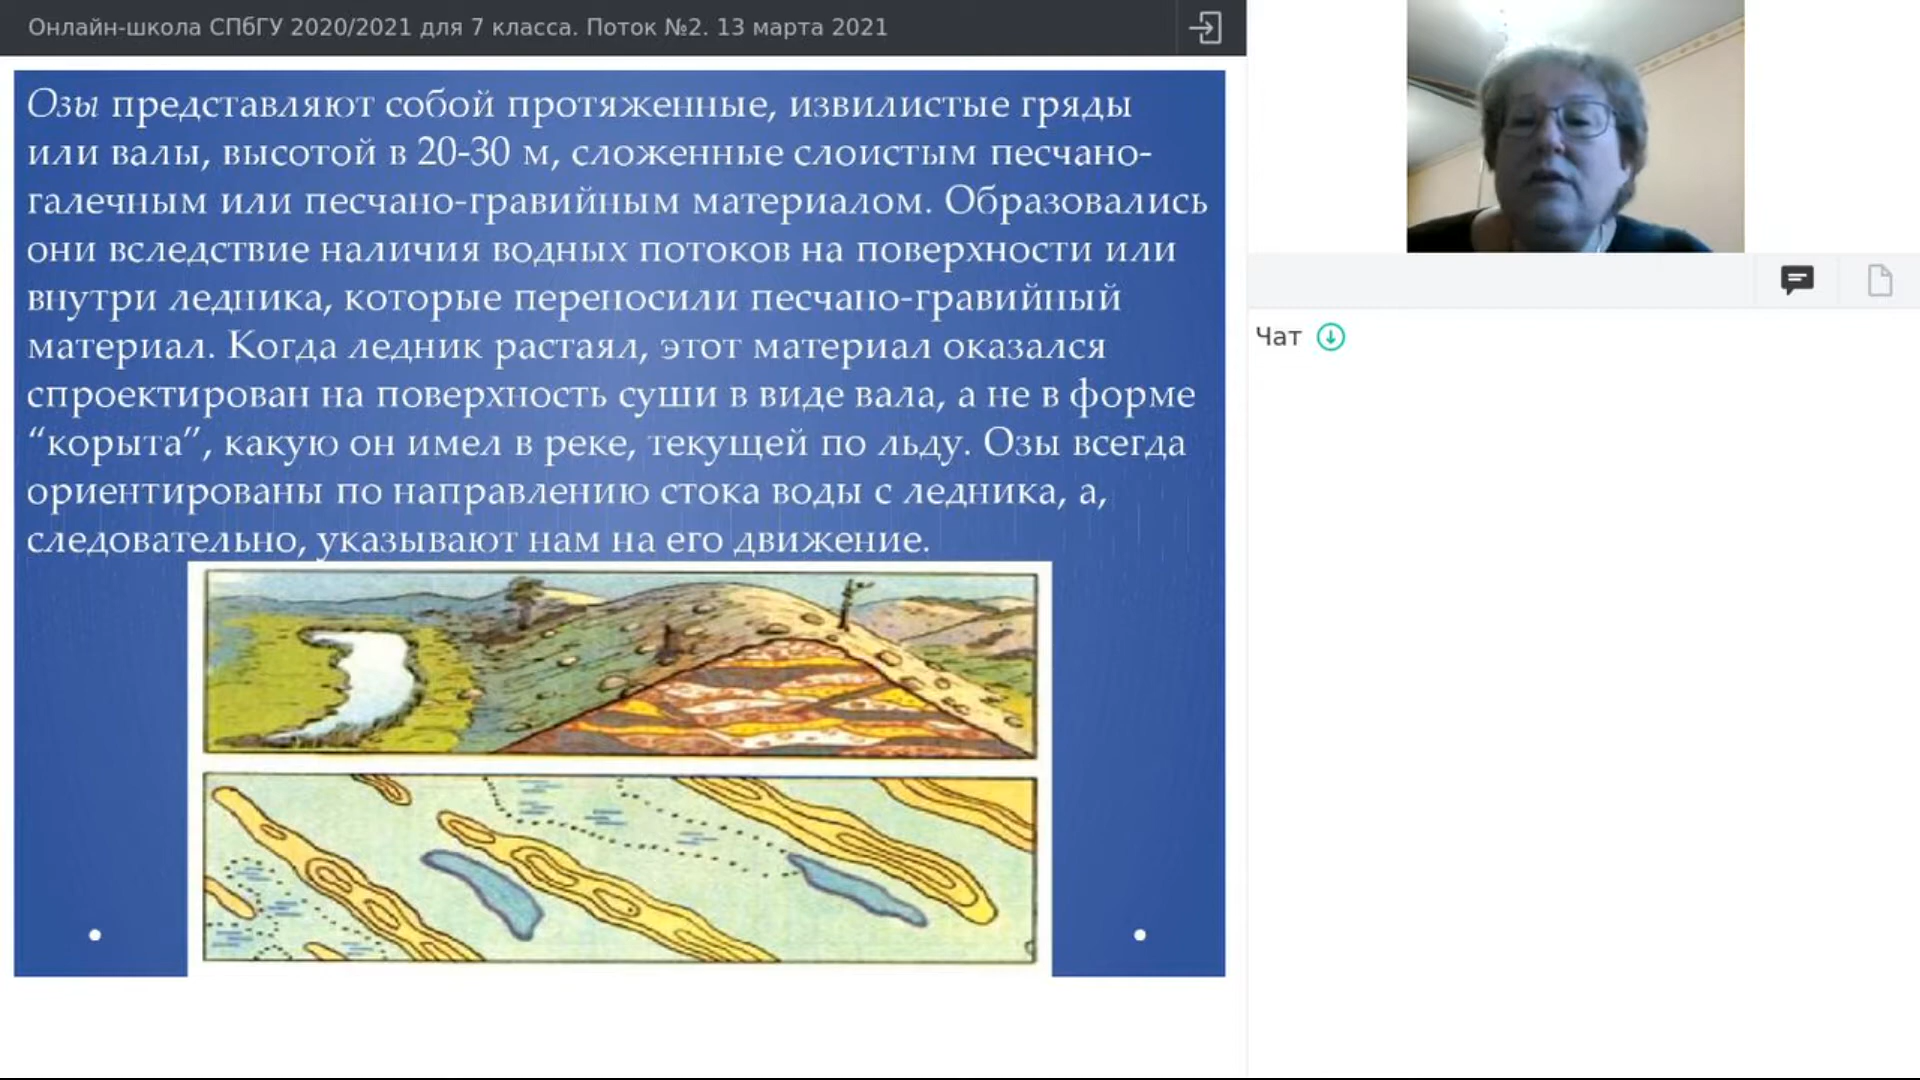 Онлайн-школа СПбГУ 2020/2021 для 7 класса. Поток №2. 13 марта 2021
Озы представляют собой протяженные, извилистые гряды
или валы, высотой в 20-30 м, сложенные слоистым песчано-
галечным или песчано-гравийным материалом. Образовались
они вследствие наличия водных потоков на поверхности или
внутри ледника, которые переносили песчано-гравийный
материал. Когда ледник растаял, этот материал оказался
спроектирован на поверхность суши в виде вала, а не в форме
“корыта”, какую он имел в реке, текущей по льду. Озы всегда
ориентированы по направлению стока воды с ледника, а,
следовательно, указывают нам на его движение.
Чат